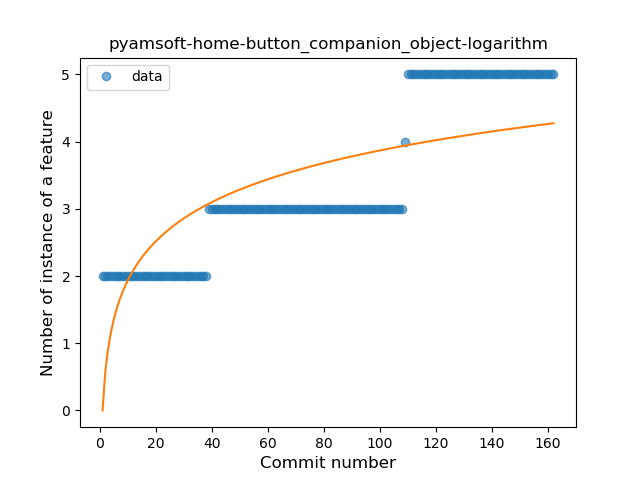 pyamsoft-home-button_companion_object-logarithm
data
Number of instance of a feature
5
4
3
2
1
0
0 20 40 60 80 100 120 140 160
Commit number